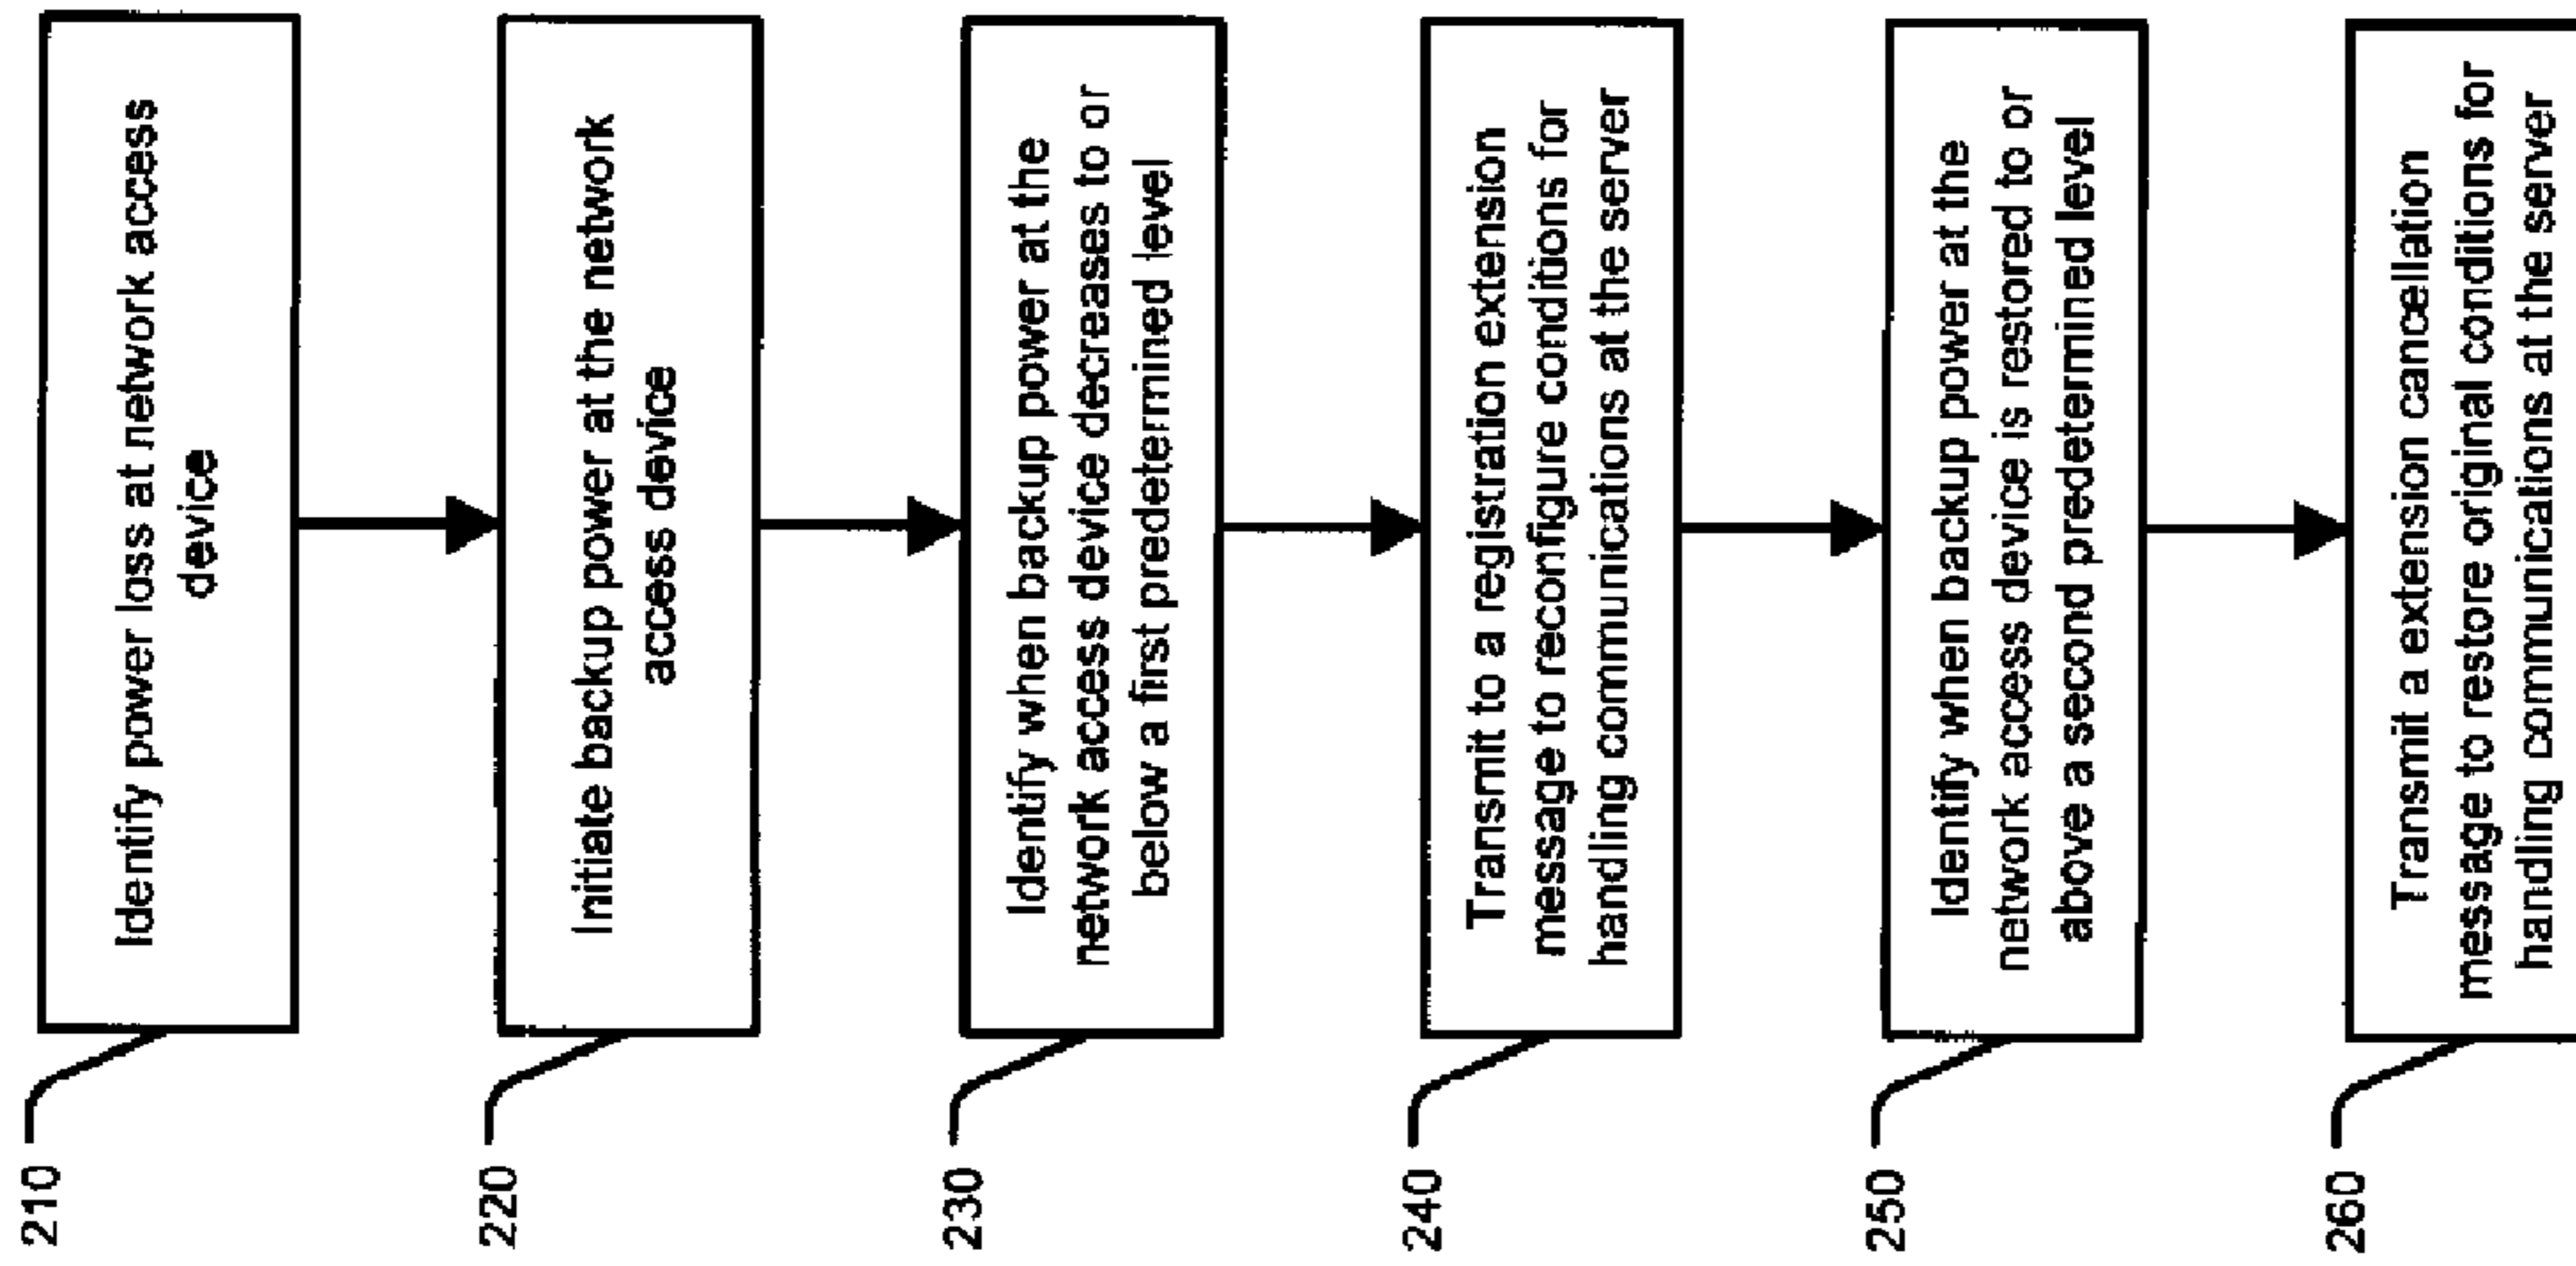 210
Identify power loss at network access
device
220
Initiate backup power at the network
access device
230
Identify when backup power at the
network access device decreases to or
below a first predetermined level
240
Transmit to a registration extension
message to reconfigure conditions for
handling communications at the server
250
Identify when backup power at the
network access device is restored to or
above a second predetermined level
260
Transmit a extension cancellation
message to restore original conditions for
handling communications at the server